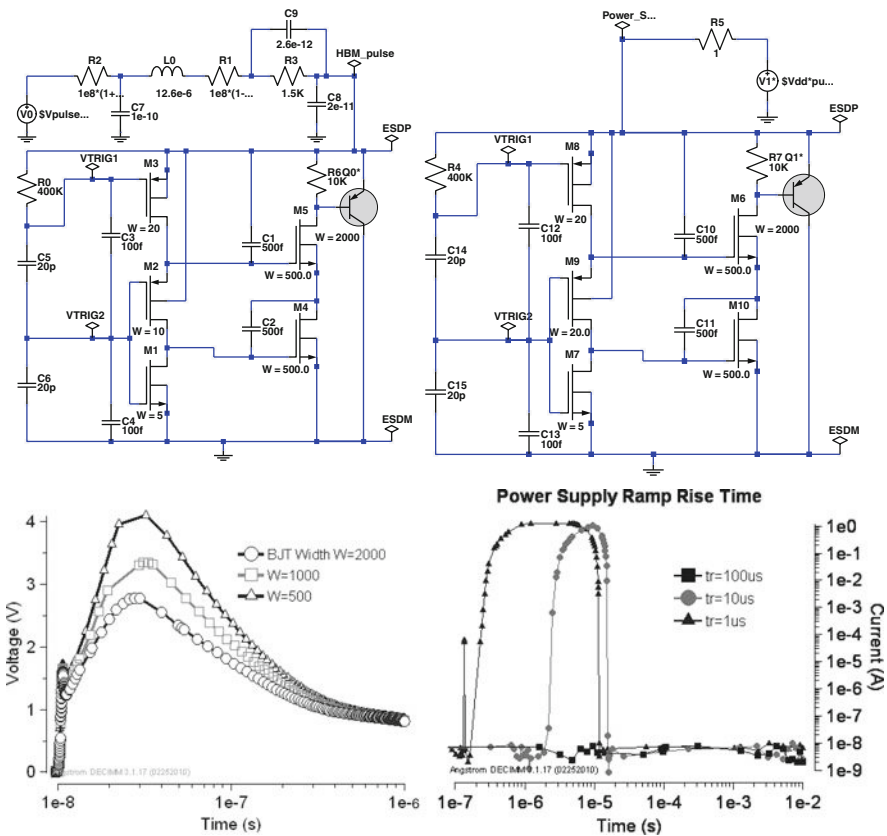 C9
2.6e-12
HBM_pulse
R2
1e8*(1+...
L0
12.6e-6
R1
1e8*(1-...
R3
1.5K
V0
$Vpulse...
C7
1e-10
C8
2e-11
ESDP
VTRIG1
M3
R0
400K
W = 20
C3
100f
R6
10K
Q0*
C1
500f
M5
W = 2000
W = 500.0
C5
20p
M2
VTRIG2
W = 10
M1
C2
500f
M4
W = 500.0
C6
20p
C4
100f
W = 5
ESDM
Power_S...
R5
1
V1*
$Vdd*pu...
ESDP
VTRIG1
M8
R4
400K
W = 20
C12
100f
R7
10K
Q1*
C10
500f
M6
W = 2000
W = 500.0
C14
20p
M9
VTRIG2
W = 20.0
M7
C11
500f
M10
W = 500.0
C15
20p
C13
100f
W = 5
ESDM
4
3
2
1
0
Voltage (V)
BJT Width W=2000
W=1000
W=500
Angstrom DECIMM 3.1.17 (02252010)
1e-8
1e-7
1e-6
Time (s)
Power Supply Ramp Rise Time
tr=100us
tr=10us
tr=1us
1e0
1e-1
1e-2
1e-3
1e-4
1e-5
1e-6
1e-7
1e-8
1e-9
Current (A)
Angstrom DECIMM 3.1.17 (02252010)
1e-7
1e-6
1e-5
1e-4
1e-3
1e-2
Time (s)